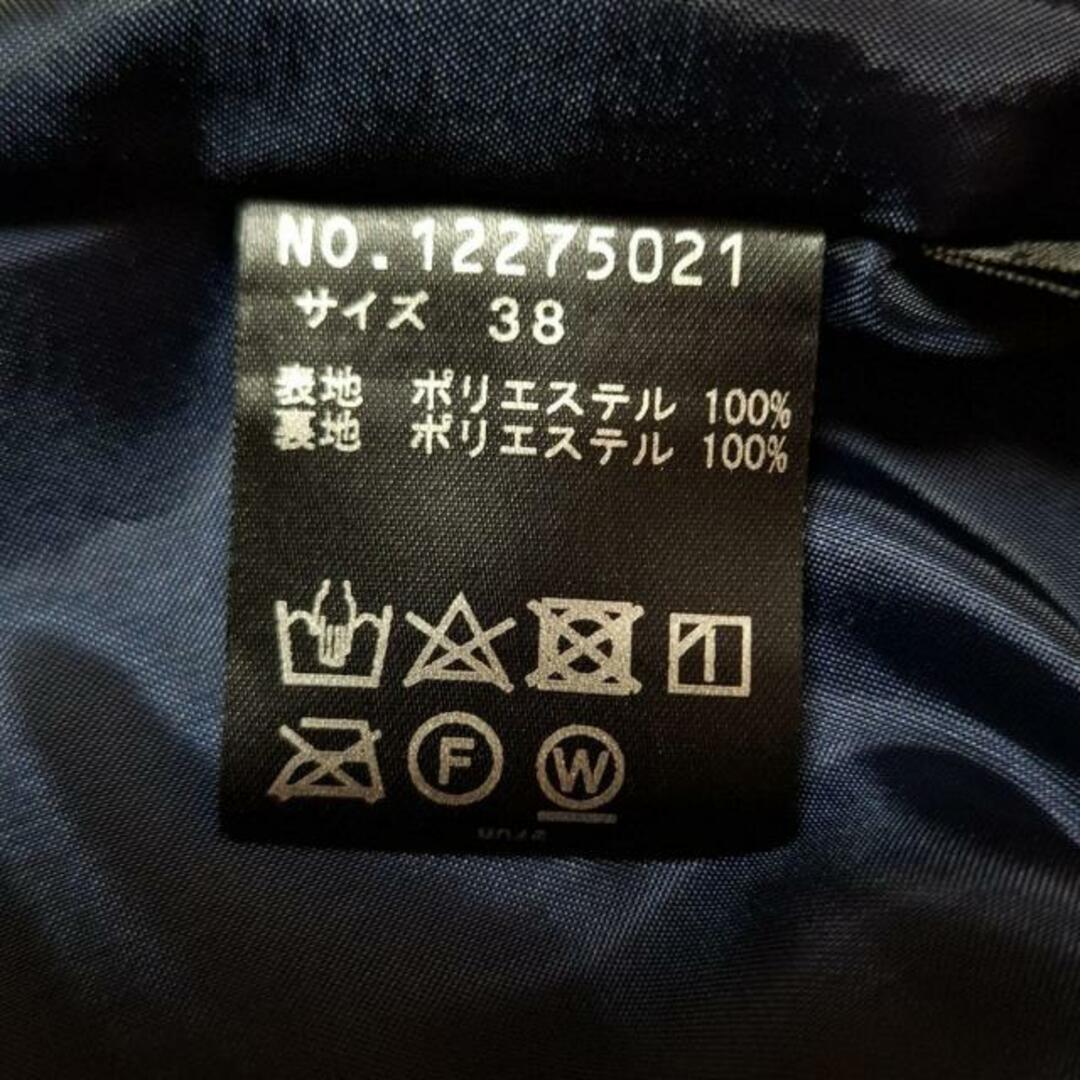 NO.12275021
サイズ 38
表地 ポリエステル 100%
裏地 ポリエステル 100%
F W